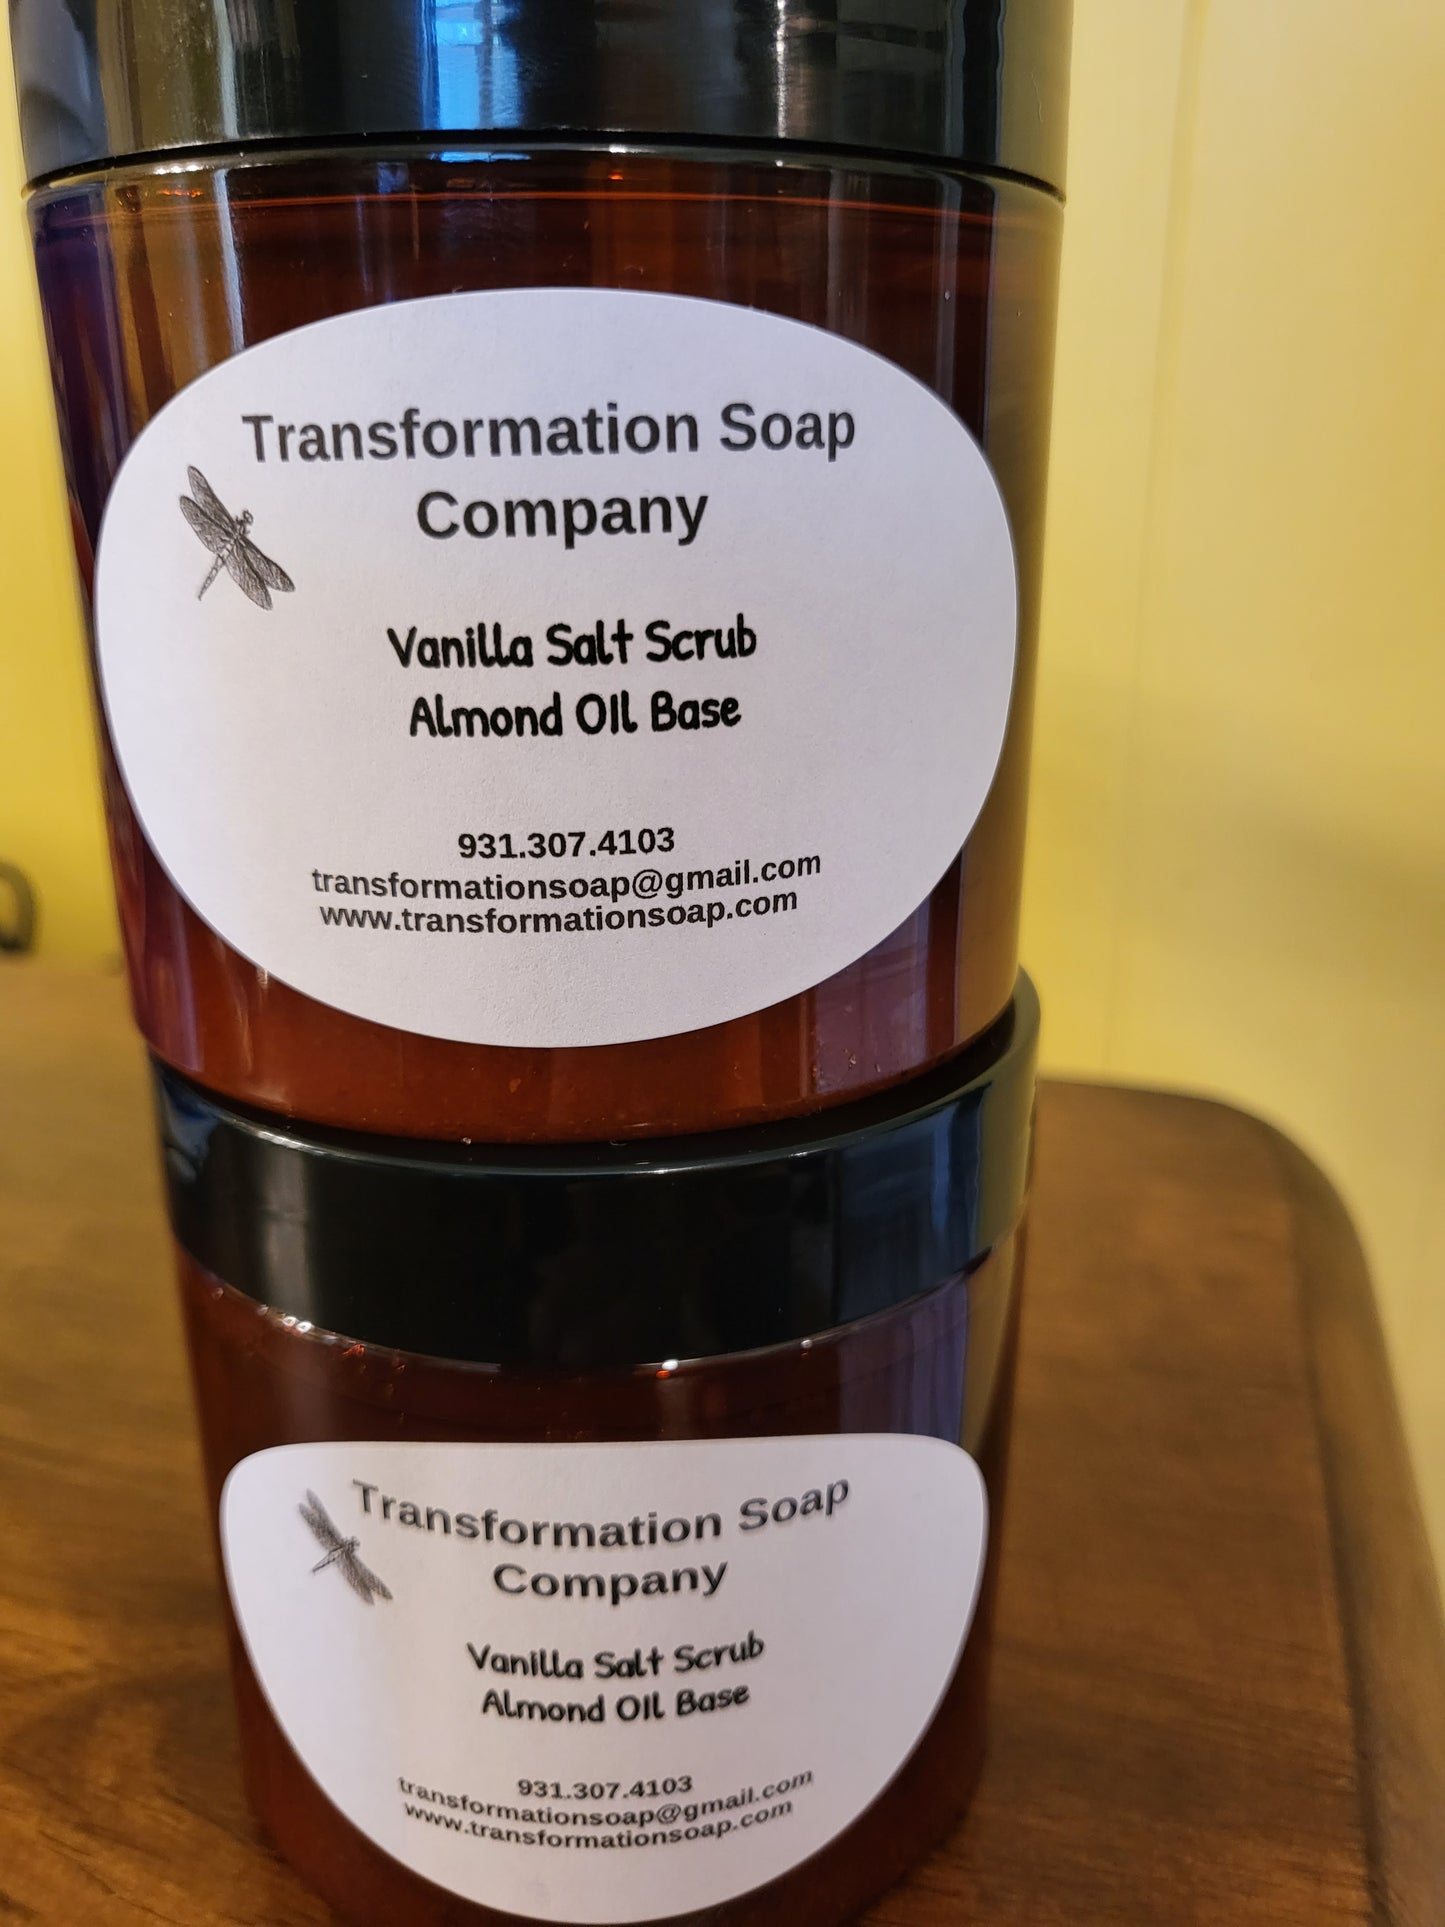 Transformation Soap
Company
Vanilla Salt Scrub
Almond OIl Base
931.307.4103
transformationsoap@gmail.com
www.transformationsoap.com
Transformation Soap
Company
Vanilla Salt Scrub
Almond OIl Base
931.307.4103
transformationsoap@gmail.com
www.transformationsoap.com